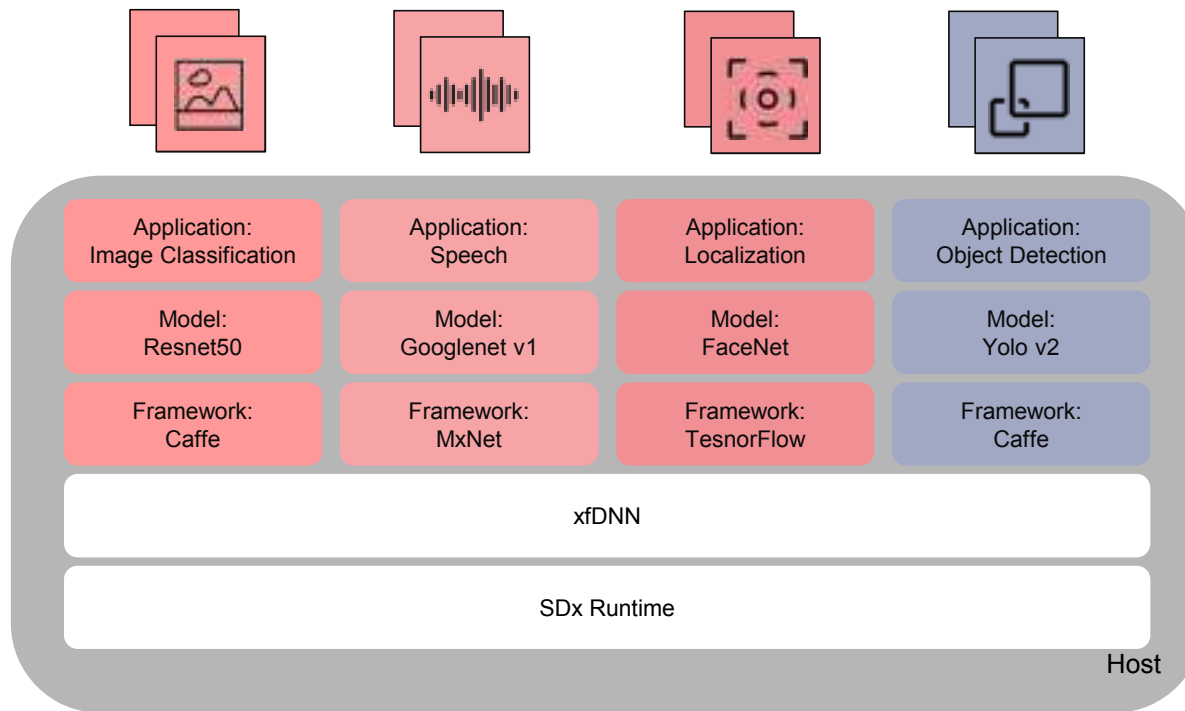 Application:
Image Classification
Application:
Speech
Application:
Localization
Application:
Object Detection
Model:
Resnet50
Model:
Googlenet v1
Model:
FaceNet
Model:
Yolo v2
Framework:
Caffe
Framework:
MxNet
Framework:
TesnorFlow
Framework:
Caffe
xfDNN
SDx Runtime
Host